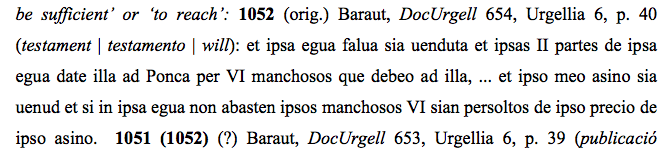 be sufficient' or 'to reach': 1052 (orig.) Baraut, DocUrgell 654, Urgellia 6, p. 40
(testament | testamento | will): et ipsa egua falua sia uenduta et ipsas II partes de ipsa
egua date illa ad Ponca per VI manchosos que debeo ad illa, ... et ipso meo asino sia
uenud et si in ipsa egua non abasten ipsos manchosos VI sian persoltos de ipso precio de
ipso asino. 1051 (1052) (?) Baraut, DocUrgell 653, Urgellia 6, p. 39 (publicació